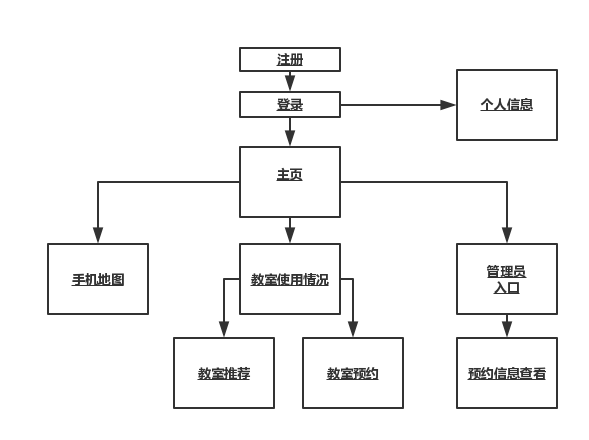 注册
登录
个人信息
主页
手机地图
教室使用情况
管理员
入口
教室推荐
教室预约
预约信息查看